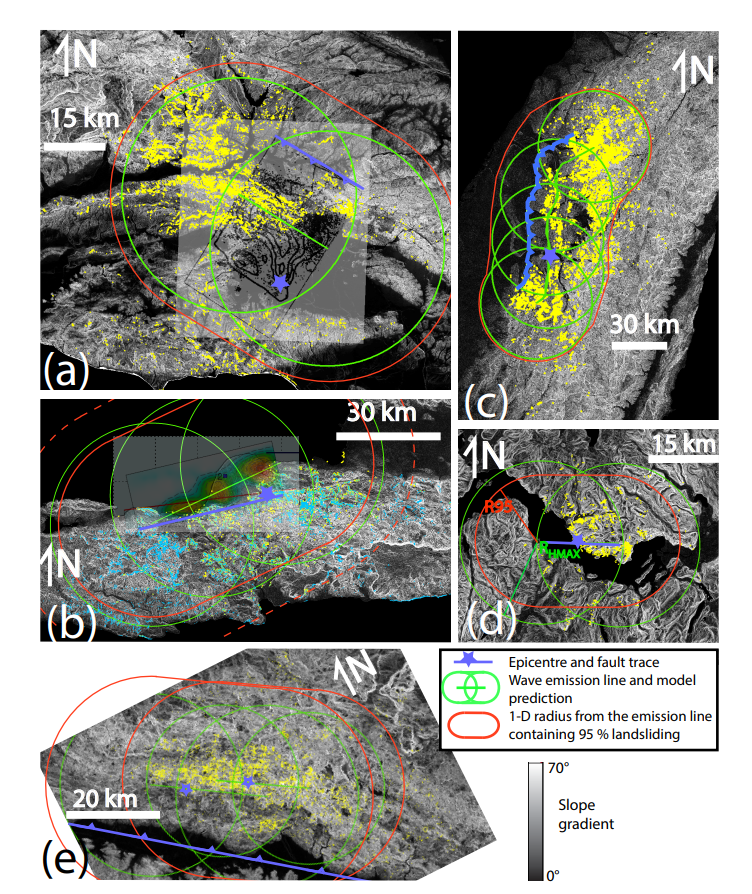 N
15 km
(a)
N
30 km
(c)
30 km
N
(b)
N
15 km
R95
R HMAX
(d)
N
20 km
(e)
Epicentre and fault trace
Wave emission line and model
prediction
1-D radius from the emission line
containing 95 % landsliding
70°
Slope
gradient
0°